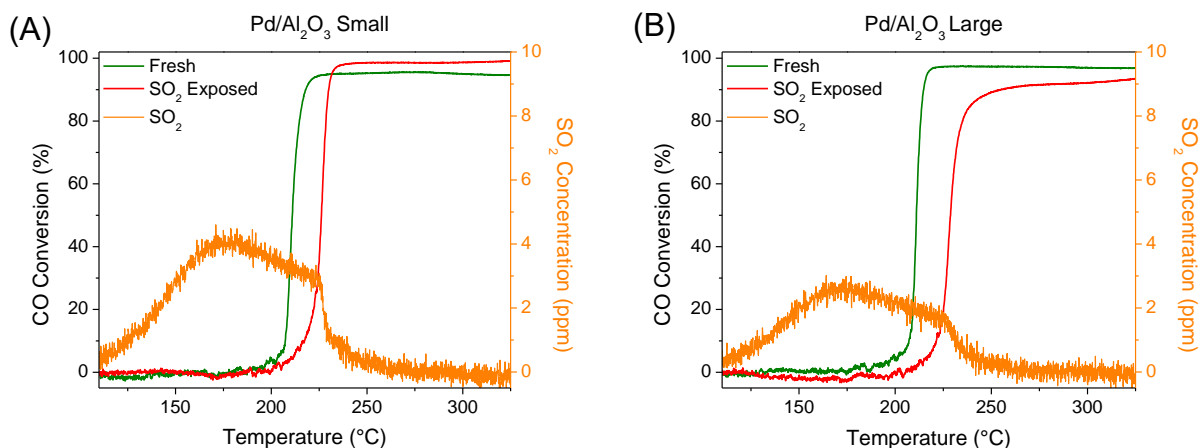 (A)
Pd/Al₂O₃ Small
Fresh
SO₂ Exposed
SO₂
100
80
60
40
20
0
CO Conversion (%)
10
8
6
4
2
0
SO₂ Concentration (ppm)
150 200 250 300
Temperature (°C)
(B)
Pd/Al₂O₃ Large
Fresh
SO₂ Exposed
SO₂
100
80
60
40
20
0
CO Conversion (%)
10
8
6
4
2
0
SO₂ Concentration (ppm)
150 200 250 300
Temperature (°C)